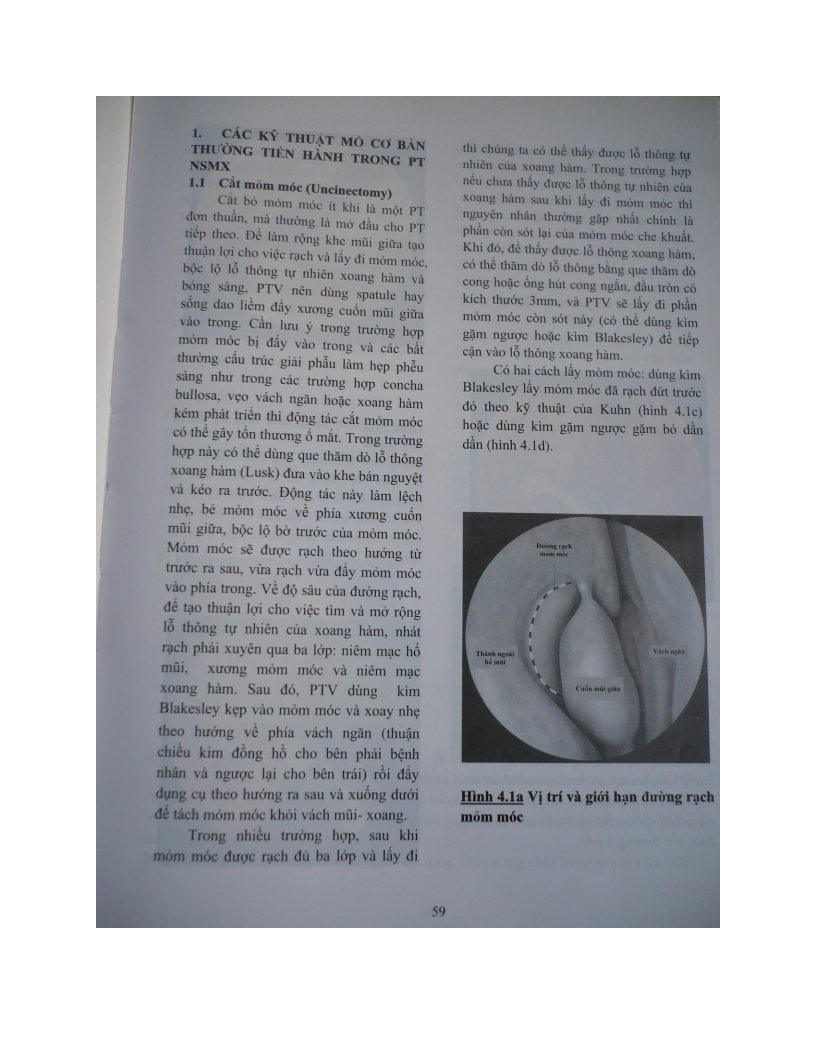 1. CÁC KỸ THUẬT MỔ CƠ BẢN
THƯỜNG TIẾN HÀNH TRONG PT
NSMX
1.1 Cắt mỏm móc (Uncinectomy)
Cắt bỏ mỏm móc ít khi là một PT
đơn thuần, mà thường là mở đầu cho PT
tiếp theo. Để làm rộng khe mũi giữa tạo
thuận lợi cho việc rạch và lấy đi mỏm móc,
bộc lộ lỗ thông tự nhiên xoang hàm và
bóng sàng, PTV nên dùng spatule hay
sống dao liềm đẩy xương cuốn mũi giữa
vào trong. Cần lưu ý trong trường hợp
mỏm móc bị đẩy vào trong và các bất
thường cấu trúc giải phẫu làm hẹp phễu
sàng như trong các trường hợp concha
bullosa, vẹo vách ngăn hoặc xoang hàm
kém phát triển thì động tác cắt mỏm móc
có thể gây tổn thương ổ mắt. Trong trường
hợp này có thể dùng que thăm dò lỗ thông
xoang hàm (Lusk) đưa vào khe bán nguyệt
và kéo ra trước. Động tác này làm lệch
nhẹ, bẻ mỏm móc về phía xương cuốn
mũi giữa, bộc lộ bờ trước của mỏm móc.
Mỏm móc sẽ được rạch theo hướng từ
trước ra sau, vừa rạch vừa đẩy mỏm móc
vào phía trong. Về độ sâu của đường rạch,
để tạo thuận lợi cho việc tìm và mở rộng
lỗ thông tự nhiên của xoang hàm, nhát
rạch phải xuyên qua ba lớp: niêm mạc hố
mũi, xương mỏm móc và niêm mạc
xoang hàm. Sau đó, PTV dùng kìm
Blakesley kẹp vào mỏm móc và xoay nhẹ
theo hướng về phía vách ngăn (thuận
chiều kim đồng hồ cho bên phải bệnh
nhân và ngược lại cho bên trái) rồi đẩy
dụng cụ theo hướng ra sau và xuống dưới
để tách mỏm móc khỏi vách mũi- xoang.
Trong nhiều trường hợp, sau khi
mỏm móc được rạch đủ ba lớp và lấy đi
thì chúng ta có thể thấy được lỗ thông tự
nhiên của xoang hàm. Trong trường hợp
nếu chưa thấy được lỗ thông tự nhiên của
xoang hàm sau khi lấy đi mỏm móc thì
nguyên nhân thường gặp nhất chính là
phần còn sót lại của mỏm móc che khuất.
Khi đó, để thấy được lỗ thông xoang hàm,
có thể thăm dò lỗ thông bằng que thăm dò
cong hoặc ống hút cong ngắn, đầu tròn có
kích thước 3mm, và PTV sẽ lấy đi phần
mỏm móc còn sót này (có thể dùng kìm
gặm ngược hoặc kìm Blakesley) để tiếp
cận vào lỗ thông xoang hàm.
Có hai cách lấy mỏm móc: dùng kìm
Blakesley lấy mỏm móc đã rạch đứt trước
đó theo kỹ thuật của Kuhn (hình 4.1c)
hoặc dùng kìm gặm ngược gặm bỏ dần
dần (hình 4.1d).
Đường rạch
mỏm móc
Thành ngoài
hố mũi
Vách ngăn
Cuốn mũi giữa
Hình 4.1a Vị trí và giới hạn đường rạch
mỏm móc
59